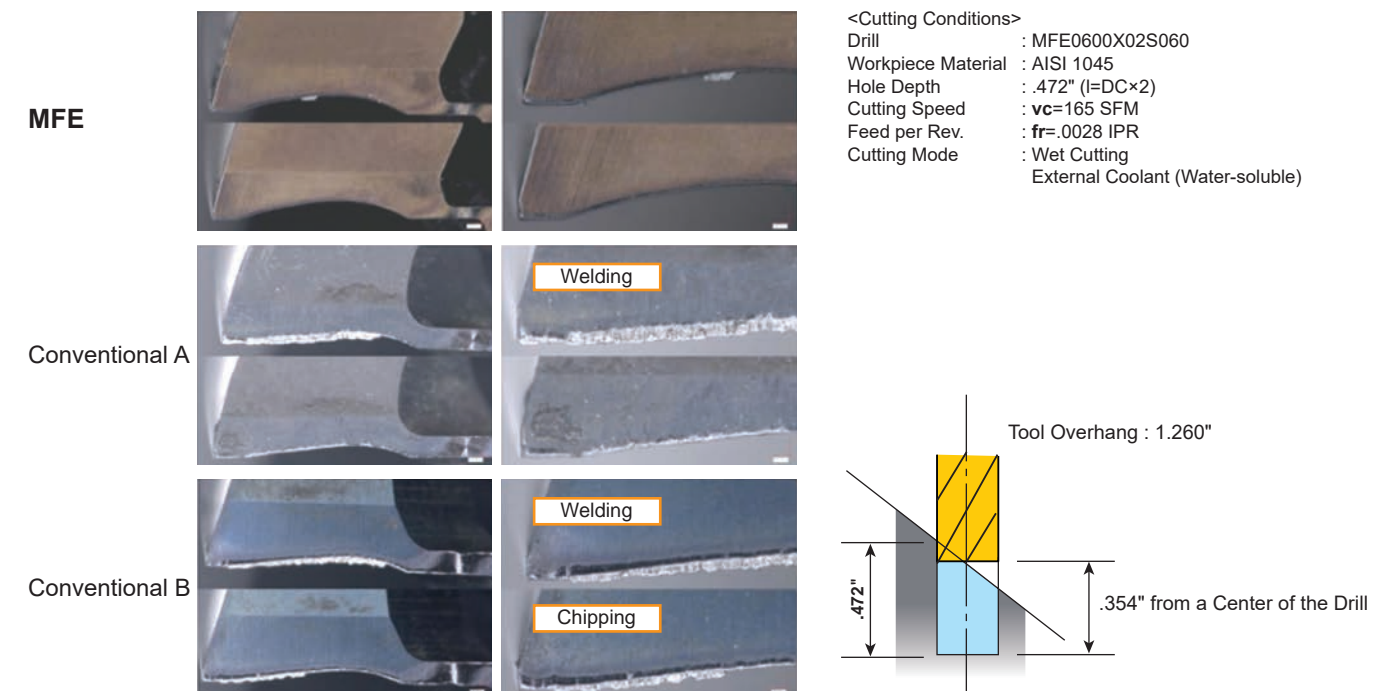 MFE
Conventional A
Welding
Conventional B
Welding
Chipping
<Cutting Conditions>
Drill : MFE0600X02S060
Workpiece Material : AISI 1045
Hole Depth : .472" (l=DC×2)
Cutting Speed : vc=165 SFM
Feed per Rev. : fr=.0028 IPR
Cutting Mode : Wet Cutting
External Coolant (Water-soluble)
Tool Overhang : 1.260"
.472"
.354" from a Center of the Drill